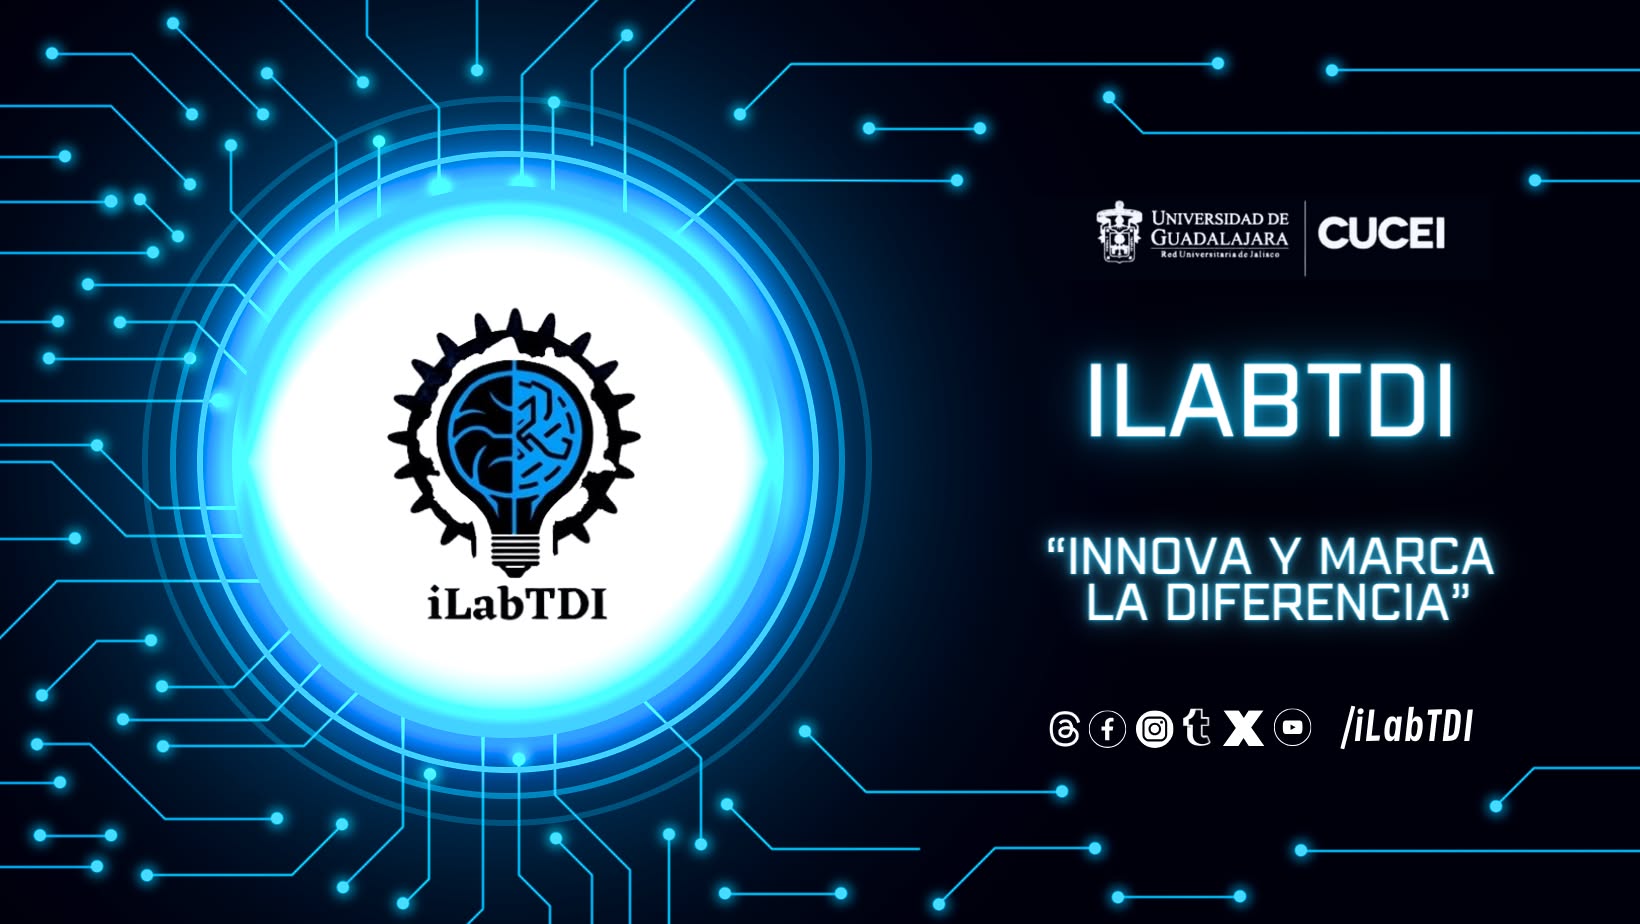 iLabTDI
UNIVERSIDAD DE
GUADALAJARA
Red Universitaria de Jalisco
CUCEI
ILABTDI
“INNOVA Y MARCA
LA DIFERENCIA”
/iLabTDI